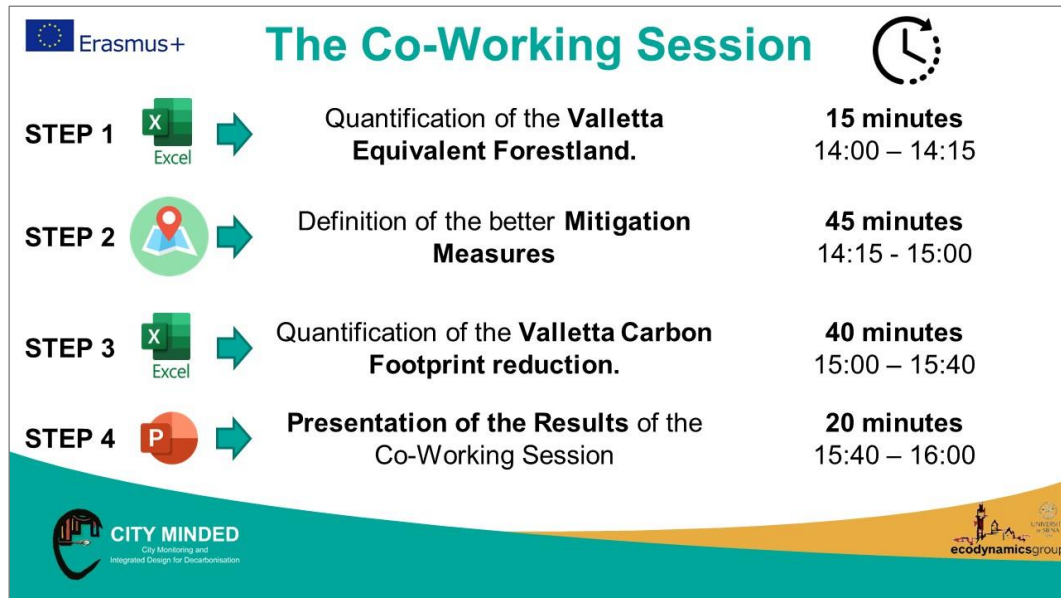 Erasmus+
The Co-Working Session
STEP 1
X
Excel
Quantification of the Valletta
Equivalent Forestland.
15 minutes
14:00 – 14:15
STEP 2
Definition of the better Mitigation
Measures
45 minutes
14:15 - 15:00
STEP 3
X
Excel
Quantification of the Valletta Carbon
Footprint reduction.
40 minutes
15:00 – 15:40
STEP 4
P
Presentation of the Results of the
Co-Working Session
20 minutes
15:40 – 16:00
CITY MINDED
City Monitoring and
Integrated Design for Decarbonisation
UNIVERSITÀ
DI SIENA
ecodynamicsgroup